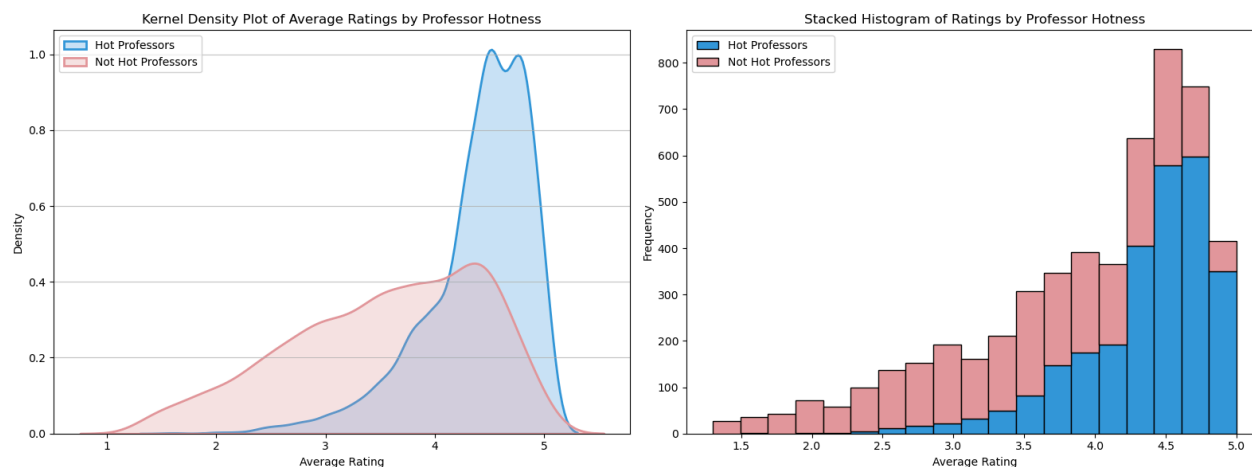 Kernel Density Plot of Average Ratings by Professor Hotness
Hot Professors
Not Hot Professors
1.0
0.8
0.6
0.4
0.2
0.0
Density
1 2 3 4 5
Average Rating
Stacked Histogram of Ratings by Professor Hotness
Hot Professors
Not Hot Professors
800
700
600
500
400
300
200
100
0
Frequency
1.5 2.0 2.5 3.0 3.5 4.0 4.5 5.0
Average Rating